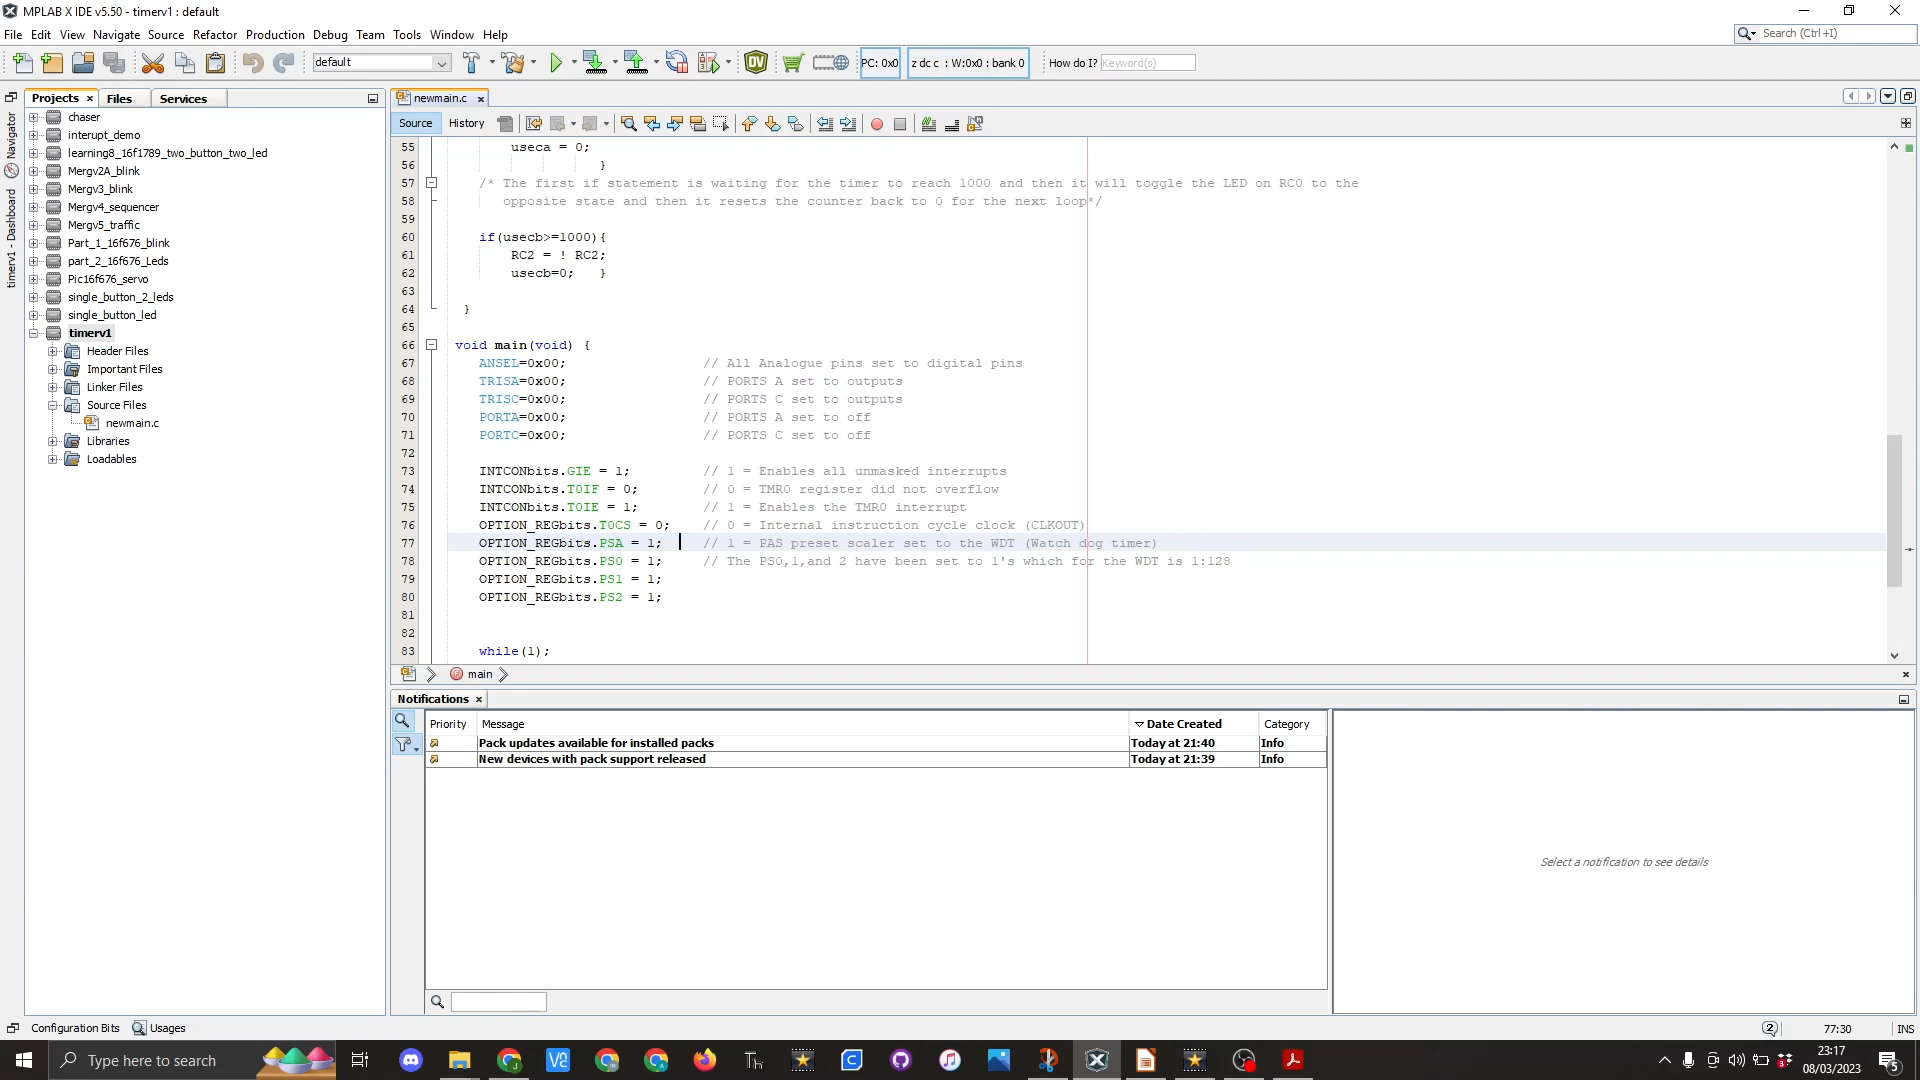 MPLAB X IDE v5.50 - timerv1 : default
File Edit View Navigate Source Refactor Production Debug Team Tools Window Help
Search (Ctrl+I)
default
PC: 0x0
z dc c : W:0x0 : bank 0
How do I? Keyword(s)
Projects Files Services
newmain.c
Source History
Navigator
timerv1 - Dashboard
chaser
interupt_demo
learning8_16f1789_two_button_two_led
Mergv2A_blink
Mergv3_blink
Mergv4_sequencer
Mergv5_traffic
Part_1_16f676_blink
part_2_16f676_Leds
Pic16f676_servo
single_button_2_leds
single_button_led
timerv1
Header Files
Important Files
Linker Files
Source Files
newmain.c
Libraries
Loadables
55 useca = 0;
56 }
57 /* The first if statement is waiting for the timer to reach 1000 and then it will toggle the LED on RC0 to the
58 opposite state and then it resets the counter back to 0 for the next loop*/
59
60 if(usecb>=1000){
61 RC2 = ! RC2;
62 usecb=0; }
63
64 }
65
66 void main(void) {
67 ANSEL=0x00; // All Analogue pins set to digital pins
68 TRISA=0x00; // PORTS A set to outputs
69 TRISC=0x00; // PORTS C set to outputs
70 PORTA=0x00; // PORTS A set to off
71 PORTC=0x00; // PORTS C set to off
72
73 INTCONbits.GIE = 1; // 1 = Enables all unmasked interrupts
74 INTCONbits.T0IF = 0; // 0 = TMR0 register did not overflow
75 INTCONbits.T0IE = 1; // 1 = Enables the TMR0 interrupt
76 OPTION_REGbits.T0CS = 0; // 0 = Internal instruction cycle clock (CLKOUT)
77 OPTION_REGbits.PSA = 1; // 1 = PAS preset scaler set to the WDT (Watch dog timer)
78 OPTION_REGbits.PS0 = 1; // The PS0,1,and 2 have been set to 1's which for the WDT is 1:128
79 OPTION_REGbits.PS1 = 1;
80 OPTION_REGbits.PS2 = 1;
81
82
83 while(1);
main
Notifications
Priority Message Date Created Category
Pack updates available for installed packs Today at 21:40 Info
New devices with pack support released Today at 21:39 Info
Select a notification to see details
Configuration Bits Usages
2 77:30 INS
Type here to search
23:17
08/03/2023
5